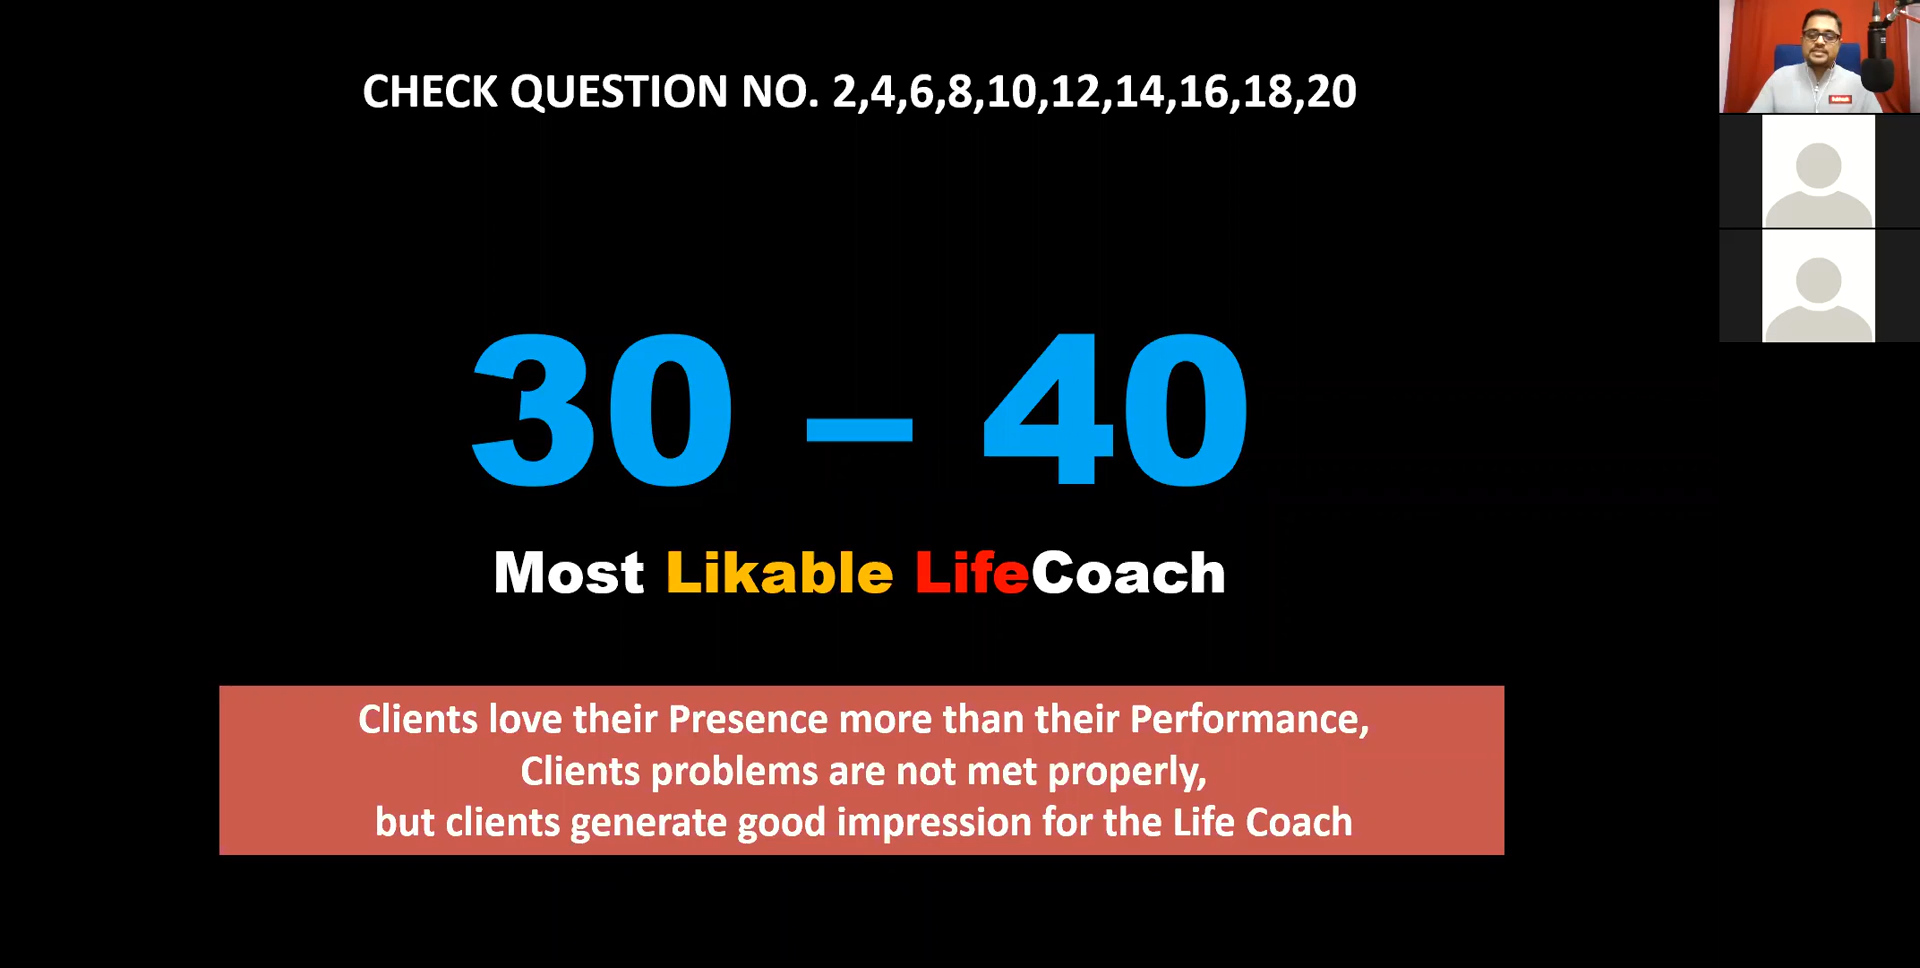 CHECK QUESTION NO. 2,4,6,8,10,12,14,16,18,20
30 – 40
Most Likable LifeCoach
Clients love their Presence more than their Performance,
Clients problems are not met properly,
but clients generate good impression for the Life Coach